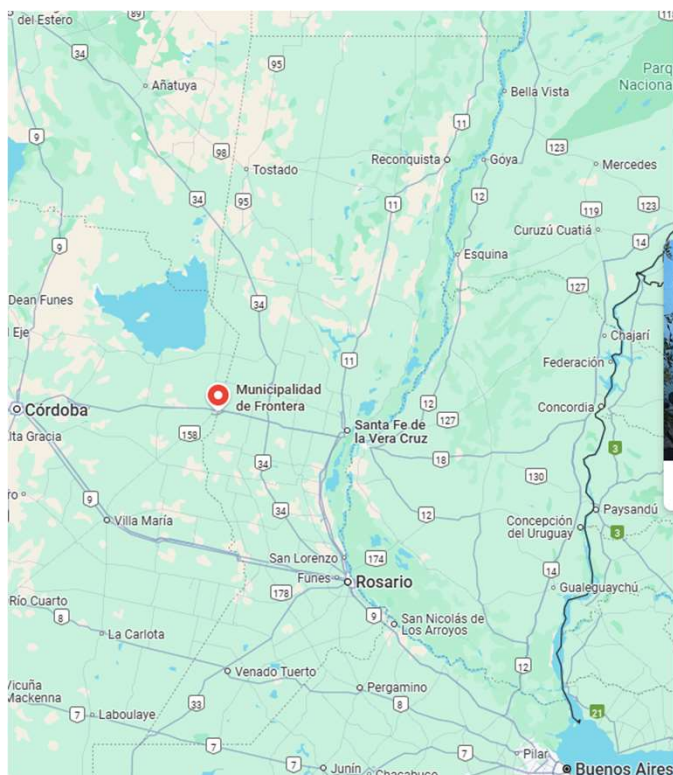 del Estero
89
34
95
Añatuya
9
98
34
Tostado
95
11
11
Bella Vista
Parq
Naciona
Reconquista
Goya
123
Mercedes
12
119
123
Curuzú Cuatiá
14
9
Esquina
127
34
Dean Funes
Eje
11
Chajarí
Federación
Municipalidad
de Frontera
Córdoba
Alta Gracia
158
12
127
Concordia
Santa Fe de
la Vera Cruz
34
18
3
130
9
Villa María
34
12
Paysandú
Concepción
del Uruguay
3
San Lorenzo
174
14
Funes
Rosario
178
Gualeguaychú
Río Cuarto
8
9
San Nicolás de
Los Arroyos
La Carlota
12
Venado Tuerto
Vicuña
Mackenna
33
Pergamino
8
7
Laboulaye
21
7
7
Pilar
7
Junín
Chacabuco
Buenos Aires